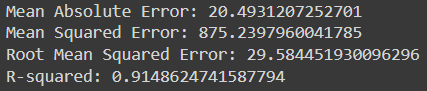 Mean Absolute Error: 20.4931207252701
Mean Squared Error: 875.2397960041785
Root Mean Squared Error: 29.584451930096296
R-squared: 0.9148624741587794